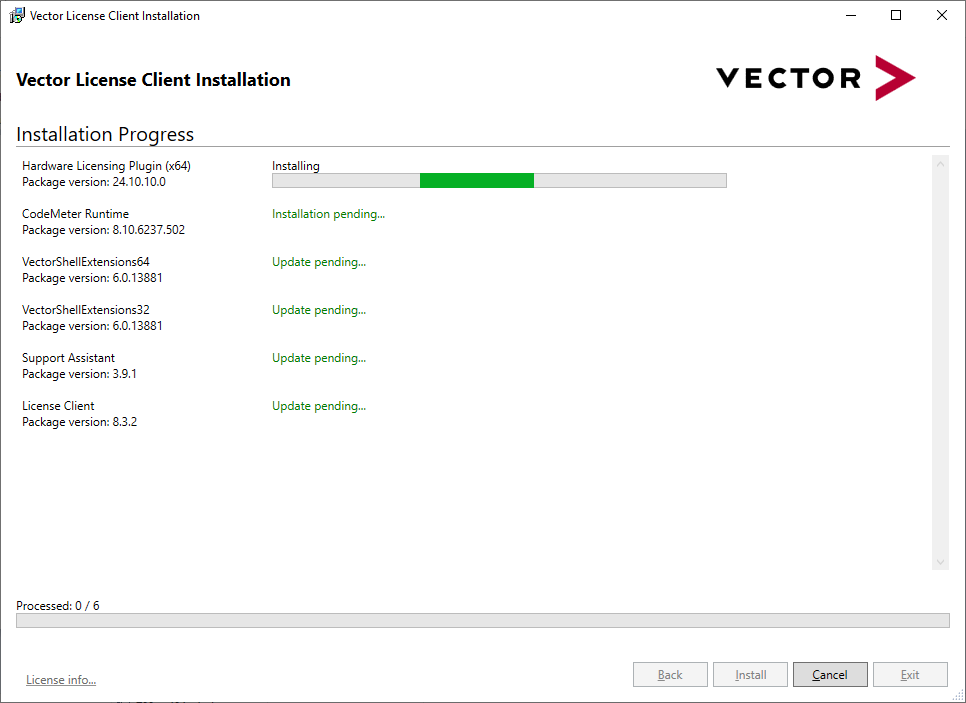 Vector License Client Installation
Vector License Client Installation
VECTOR
Installation Progress
Hardware Licensing Plugin (x64)
Installing
Package version: 24.10.10.0
CodeMeter Runtime
Installation pending...
Package version: 8.10.6237.502
VectorShellExtensions64
Update pending...
Package version: 6.0.13881
VectorShellExtensions32
Update pending...
Package version: 6.0.13881
Support Assistant
Update pending...
Package version: 3.9.1
License Client
Update pending...
Package version: 8.3.2
Processed: 0 / 6
License info...
Back
Install
Cancel
Exit